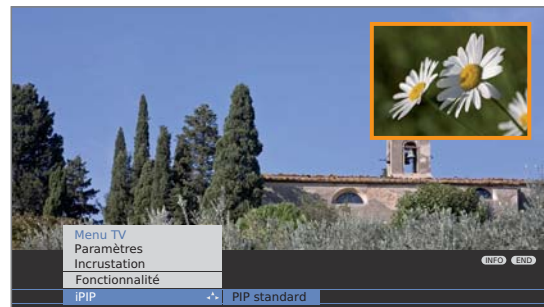 Menu TV
Paramètres
Incrustation
Fonctionnalité
iPIP PIP standard
INFO END